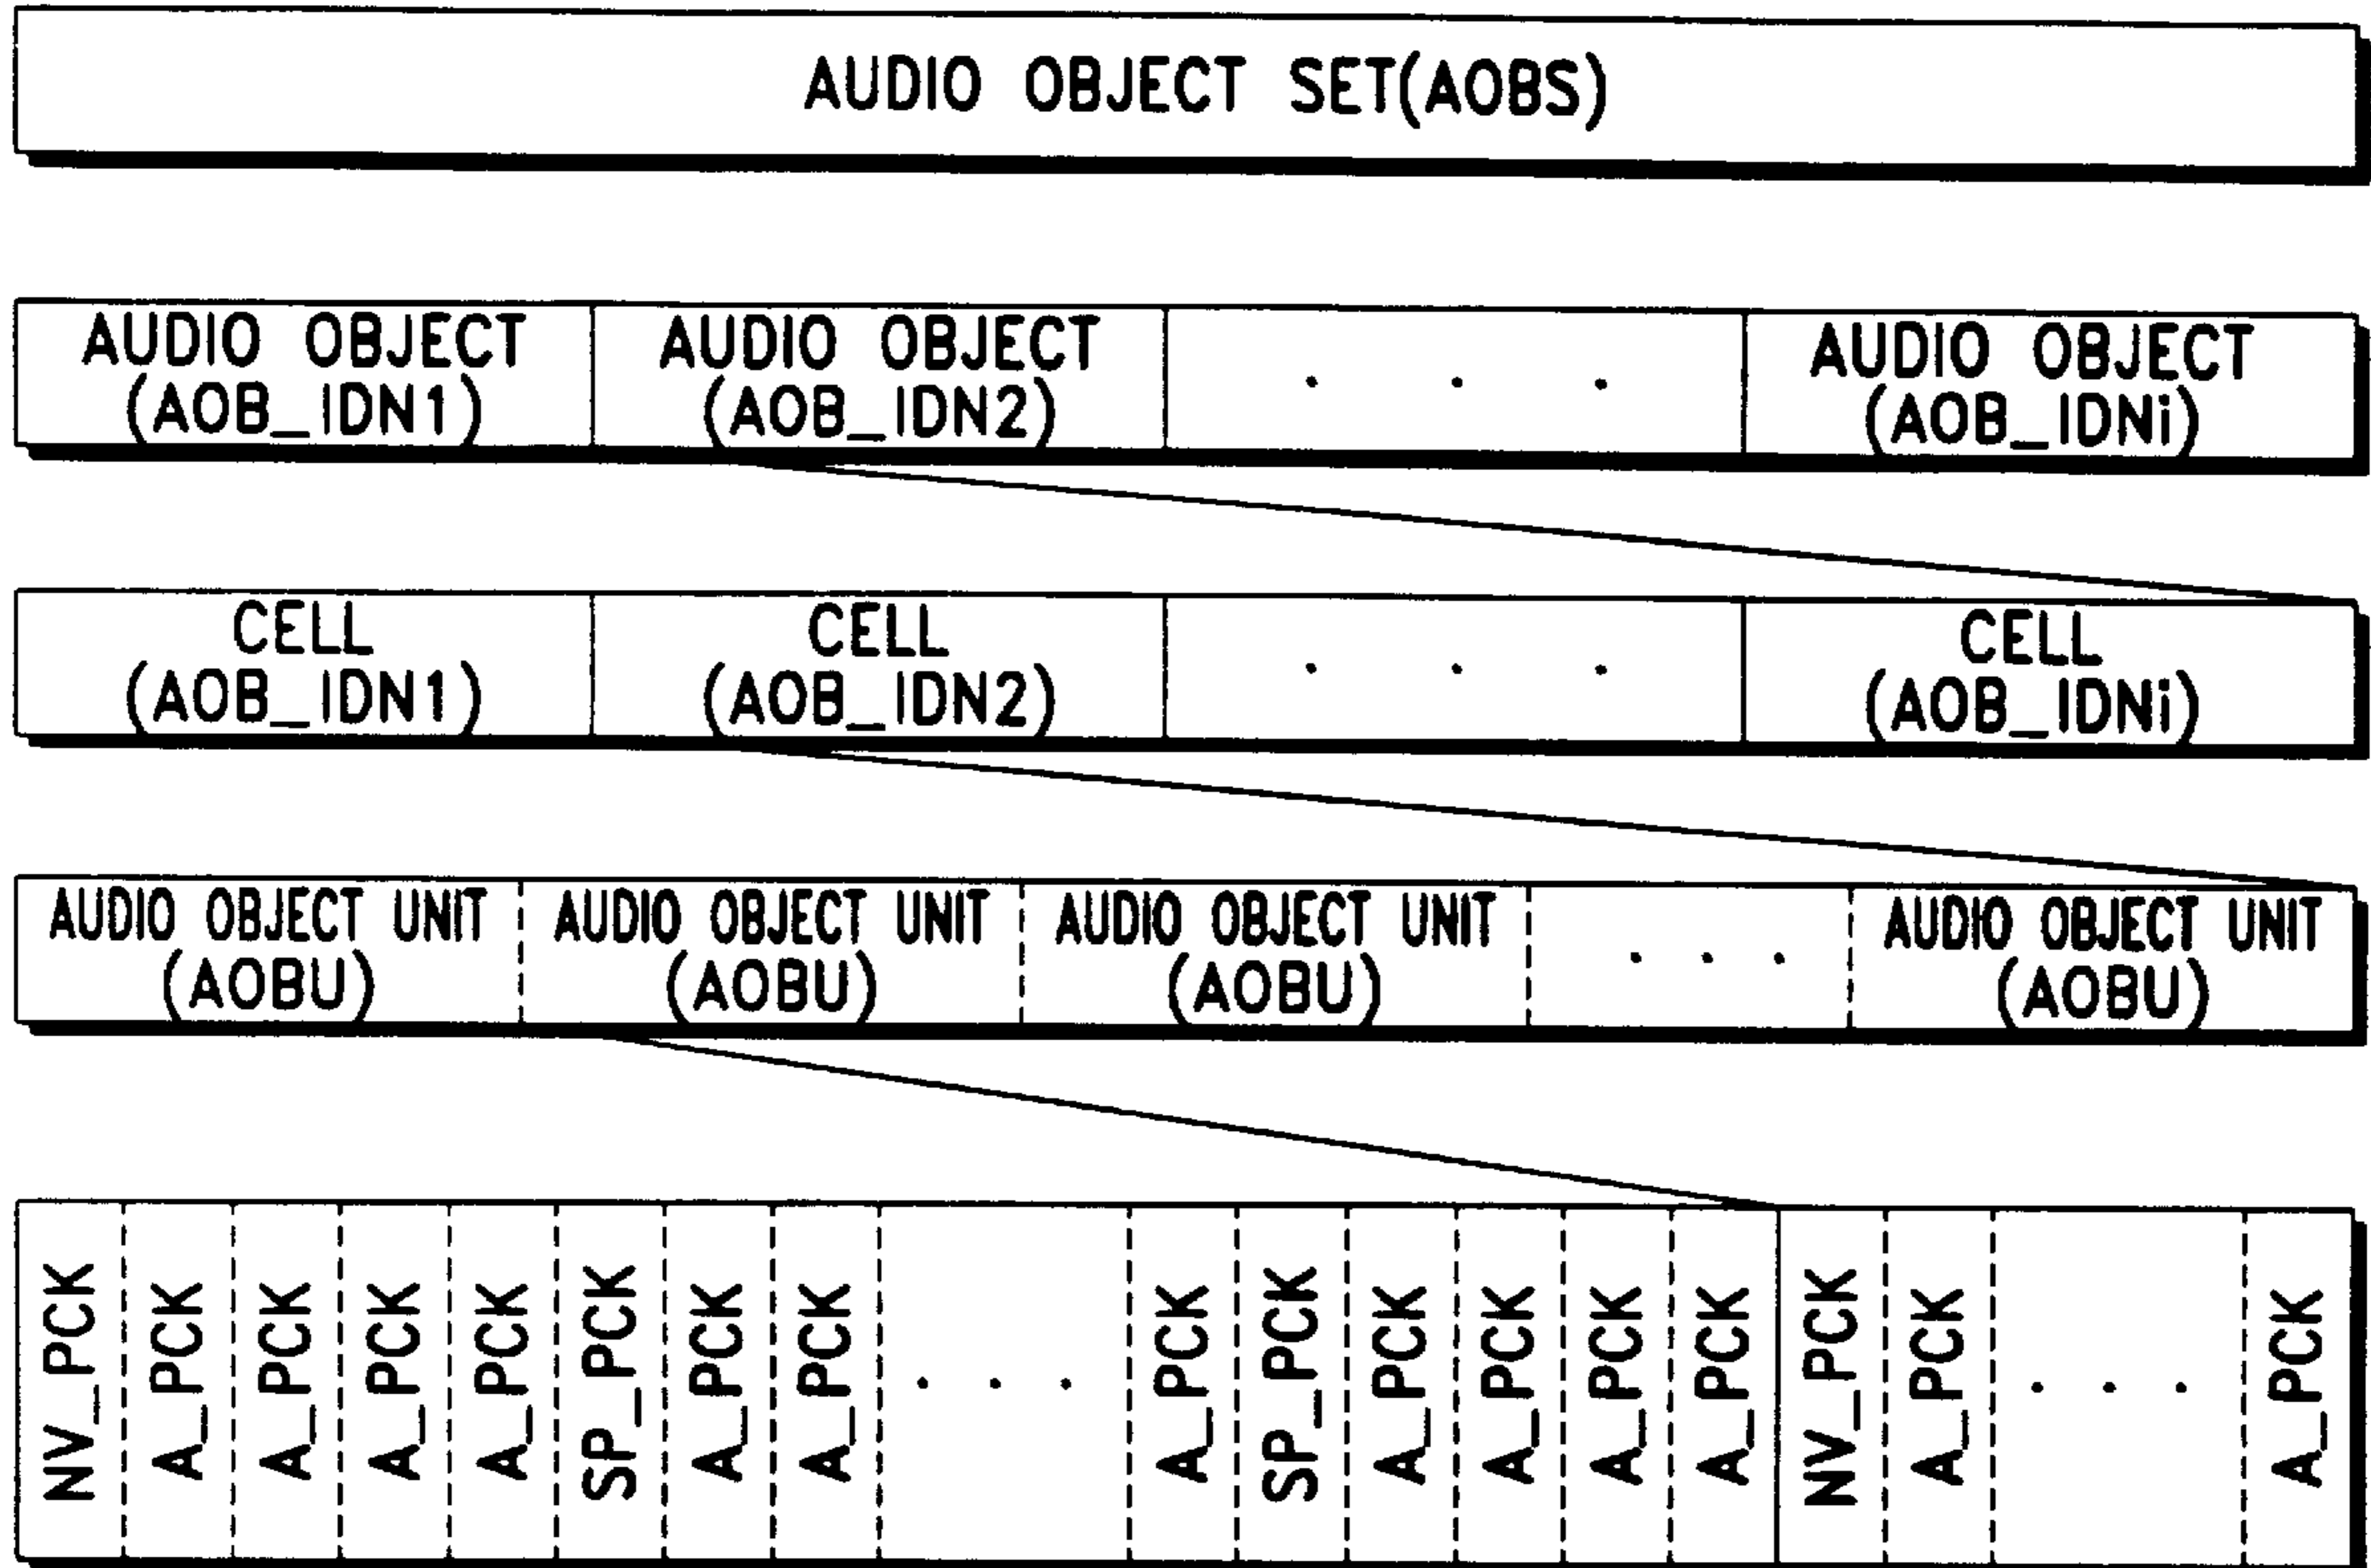 AUDIO OBJECT SET(AOBS)
AUDIO OBJECT
(AOB_IDN1)
AUDIO OBJECT
(AOB_IDN2)
. . .
AUDIO OBJECT
(AOB_IDNi)
CELL
(AOB_IDN1)
CELL
(AOB_IDN2)
. . .
CELL
(AOB_IDNi)
AUDIO OBJECT UNIT
(AOBU)
AUDIO OBJECT UNIT
(AOBU)
AUDIO OBJECT UNIT
(AOBU)
. . .
AUDIO OBJECT UNIT
(AOBU)
NV_PCK
A_PCK
A_PCK
A_PCK
A_PCK
SP_PCK
A_PCK
A_PCK
. . .
A_PCK
SP_PCK
A_PCK
A_PCK
A_PCK
A_PCK
NV_PCK
A_PCK
. . .
A_PCK